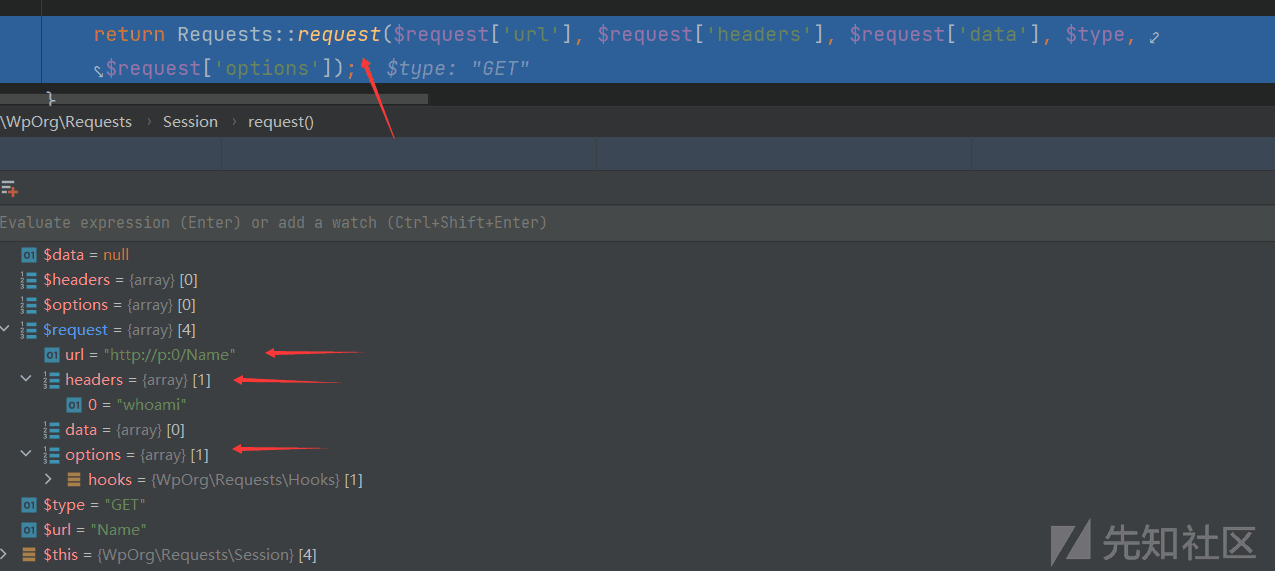 return Requests::request($request['url'], $request['headers'], $request['data'], $type,
$request['options']);  $type: "GET"
}
\WpOrg\Requests › Session › request()
Evaluate expression (Enter) or add a watch (Ctrl+Shift+Enter)
$data = null
$headers = {array} [0]
$options = {array} [0]
$request = {array} [4]
url = "http://p:0/Name"
headers = {array} [1]
0 = "whoami"
data = {array} [0]
options = {array} [1]
hooks = {WpOrg\Requests\Hooks} [1]
$type = "GET"
$url = "Name"
$this = {WpOrg\Requests\Session} [4]
先知社区